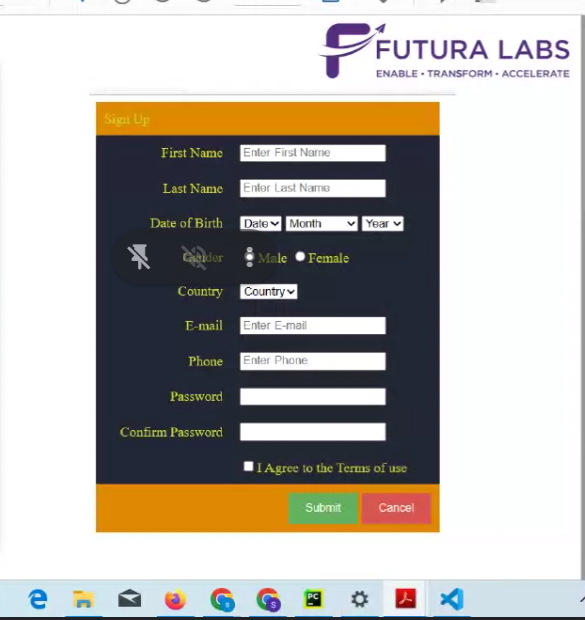 FUTURA LABS
ENABLE • TRANSFORM • ACCELERATE
Sign Up
First Name Enter First Name
Last Name Enter Last Name
Date of Birth Date Month Year
Gender Male Female
Country Country
E-mail Enter E-mail
Phone Enter Phone
Password
Confirm Password
I Agree to the Terms of use
Submit Cancel
PC